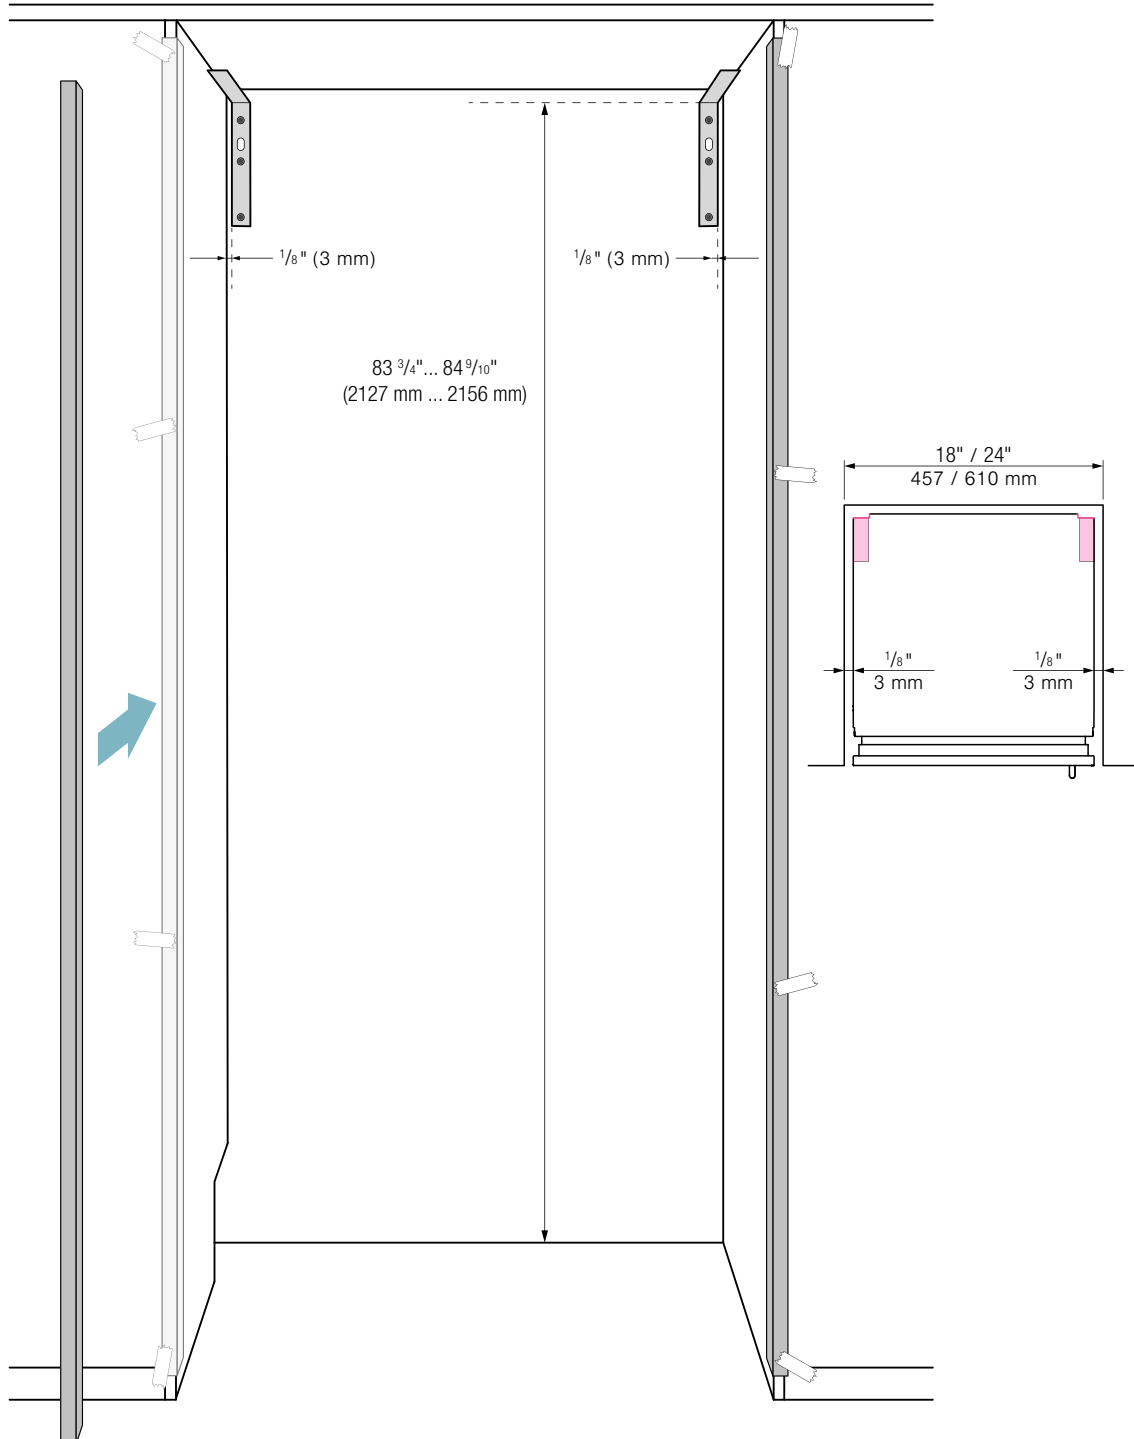 1/8" (3 mm)
1/8" (3 mm)
83 3/4"... 84 9/10"
(2127 mm ... 2156 mm)
18" / 24"
457 / 610 mm
1/8"
3 mm
1/8"
3 mm